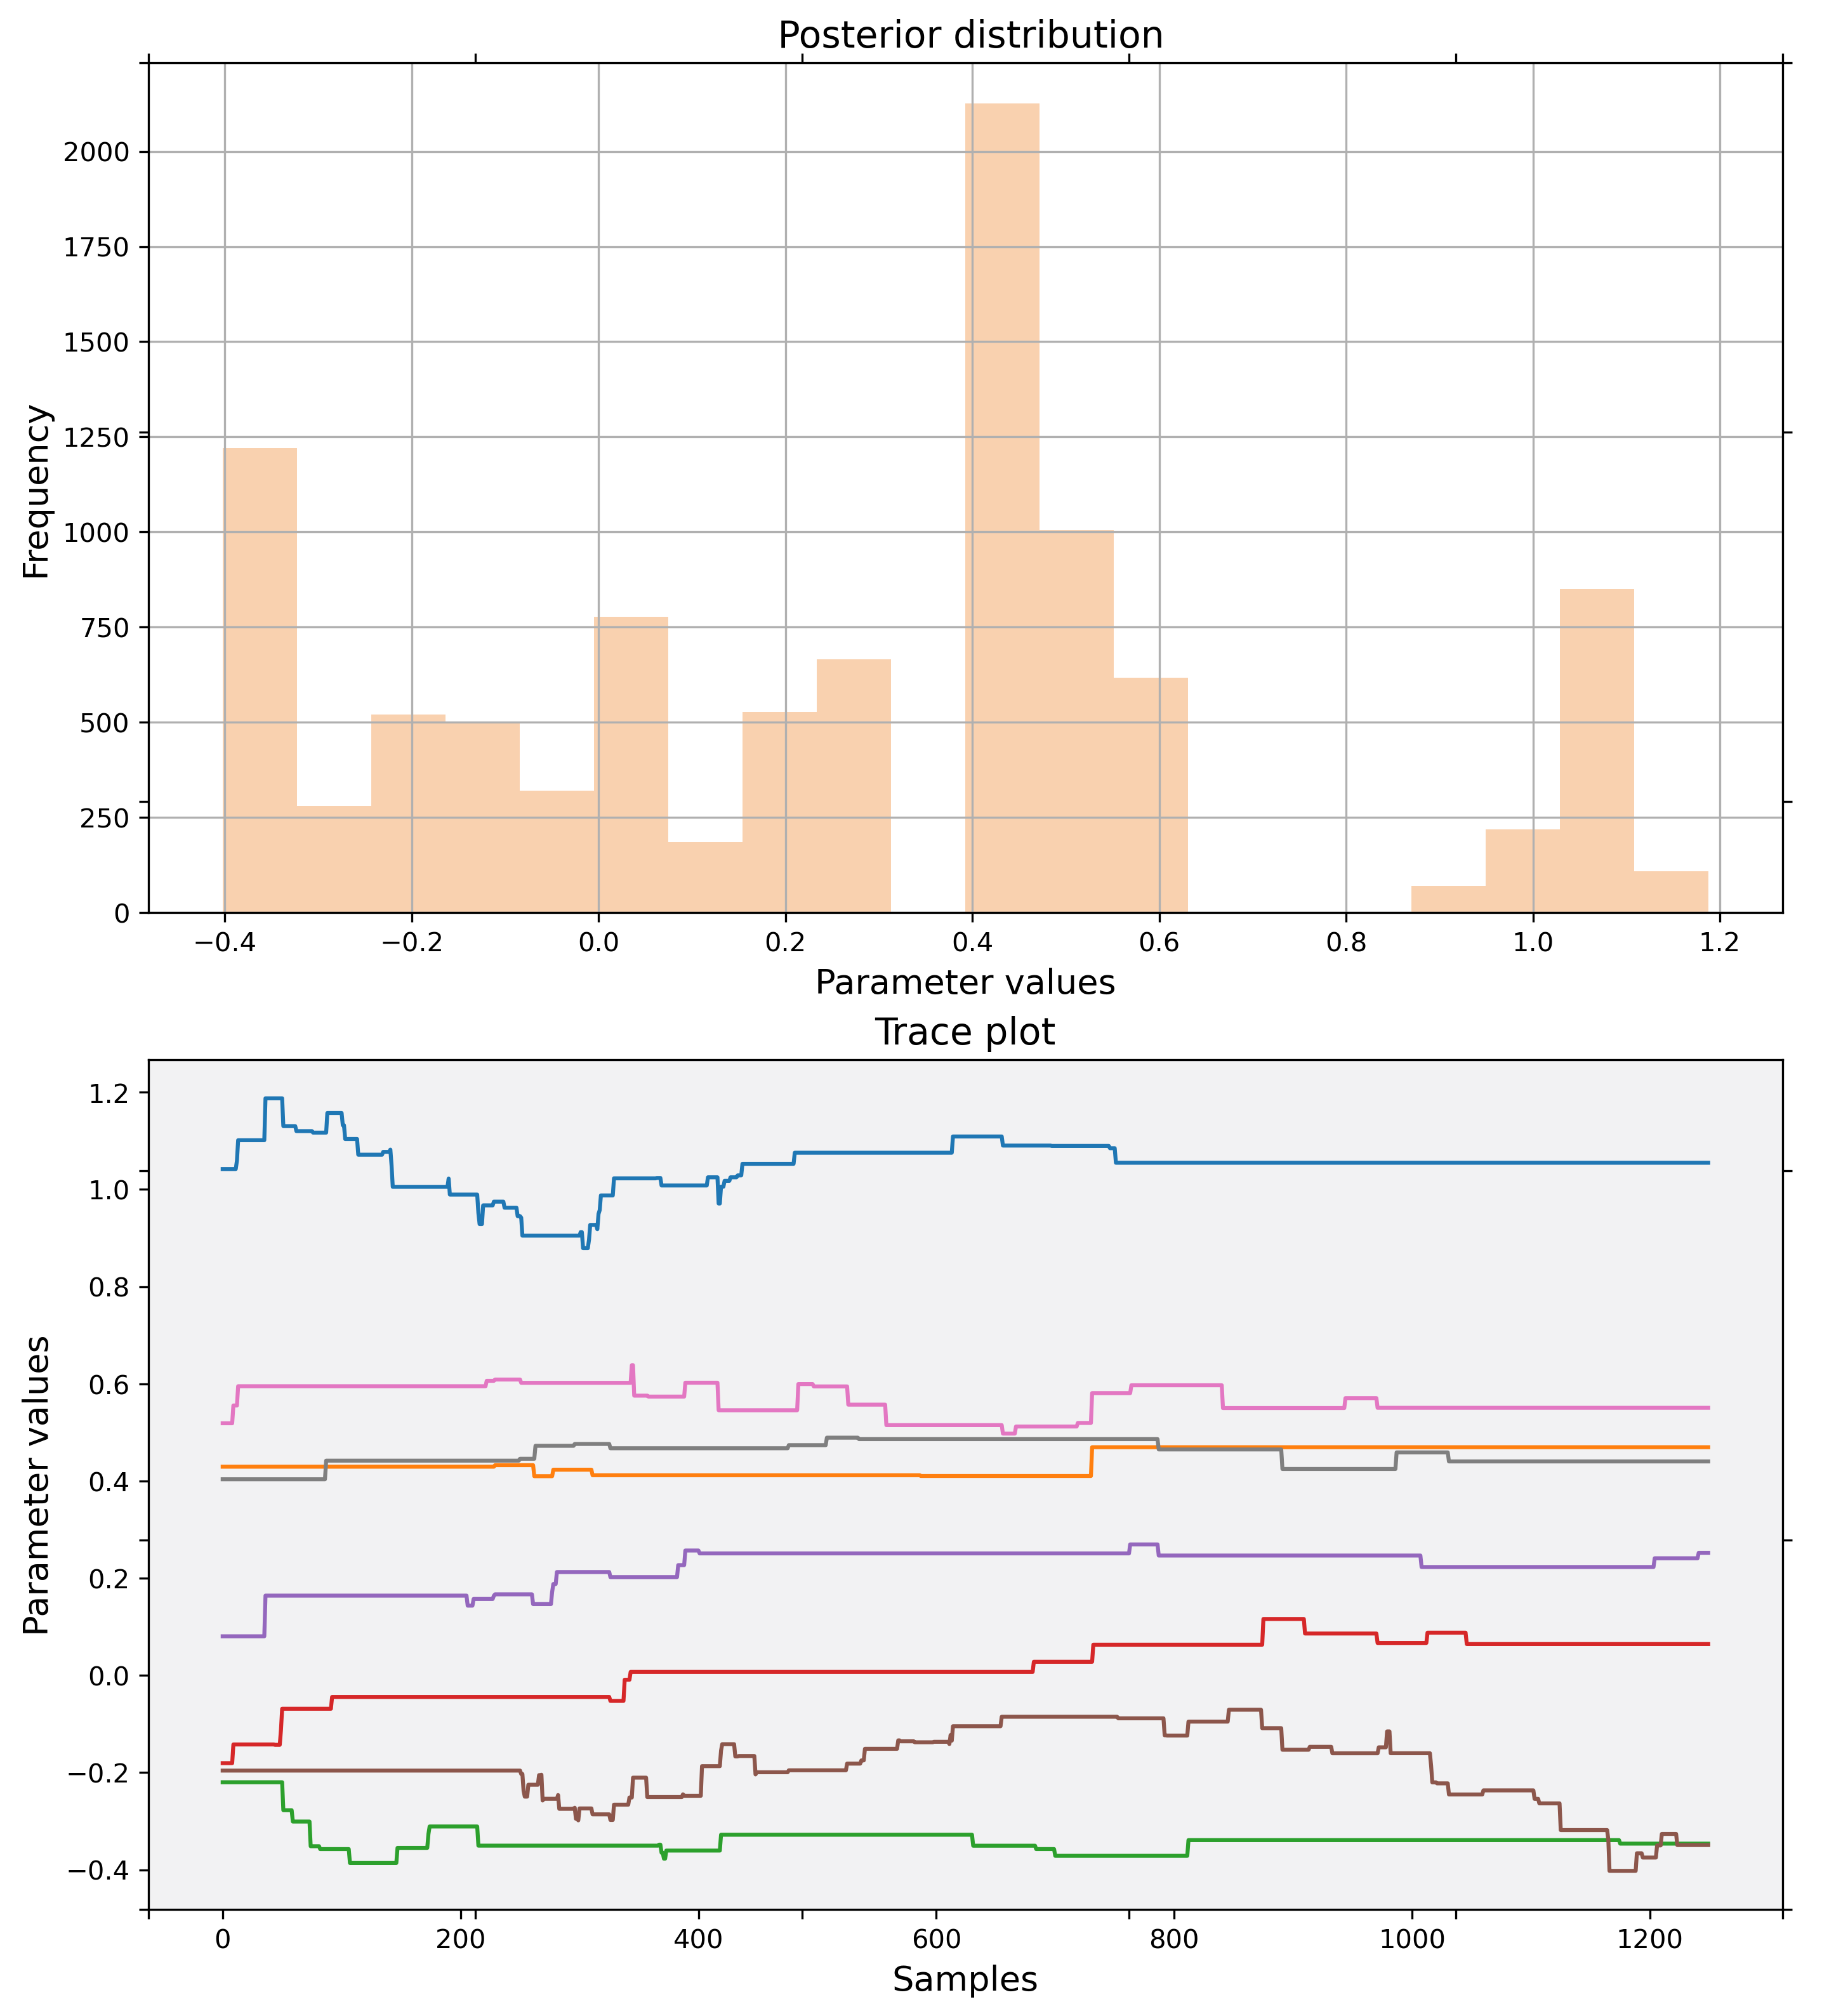 Posterior distribution
Frequency
2000
1750
1500
1250
1000
750
500
250
0
−0.4 −0.2 0.0 0.2 0.4 0.6 0.8 1.0 1.2
Parameter values
Trace plot
Parameter values
1.2
1.0
0.8
0.6
0.4
0.2
0.0
−0.2
−0.4
0 200 400 600 800 1000 1200
Samples